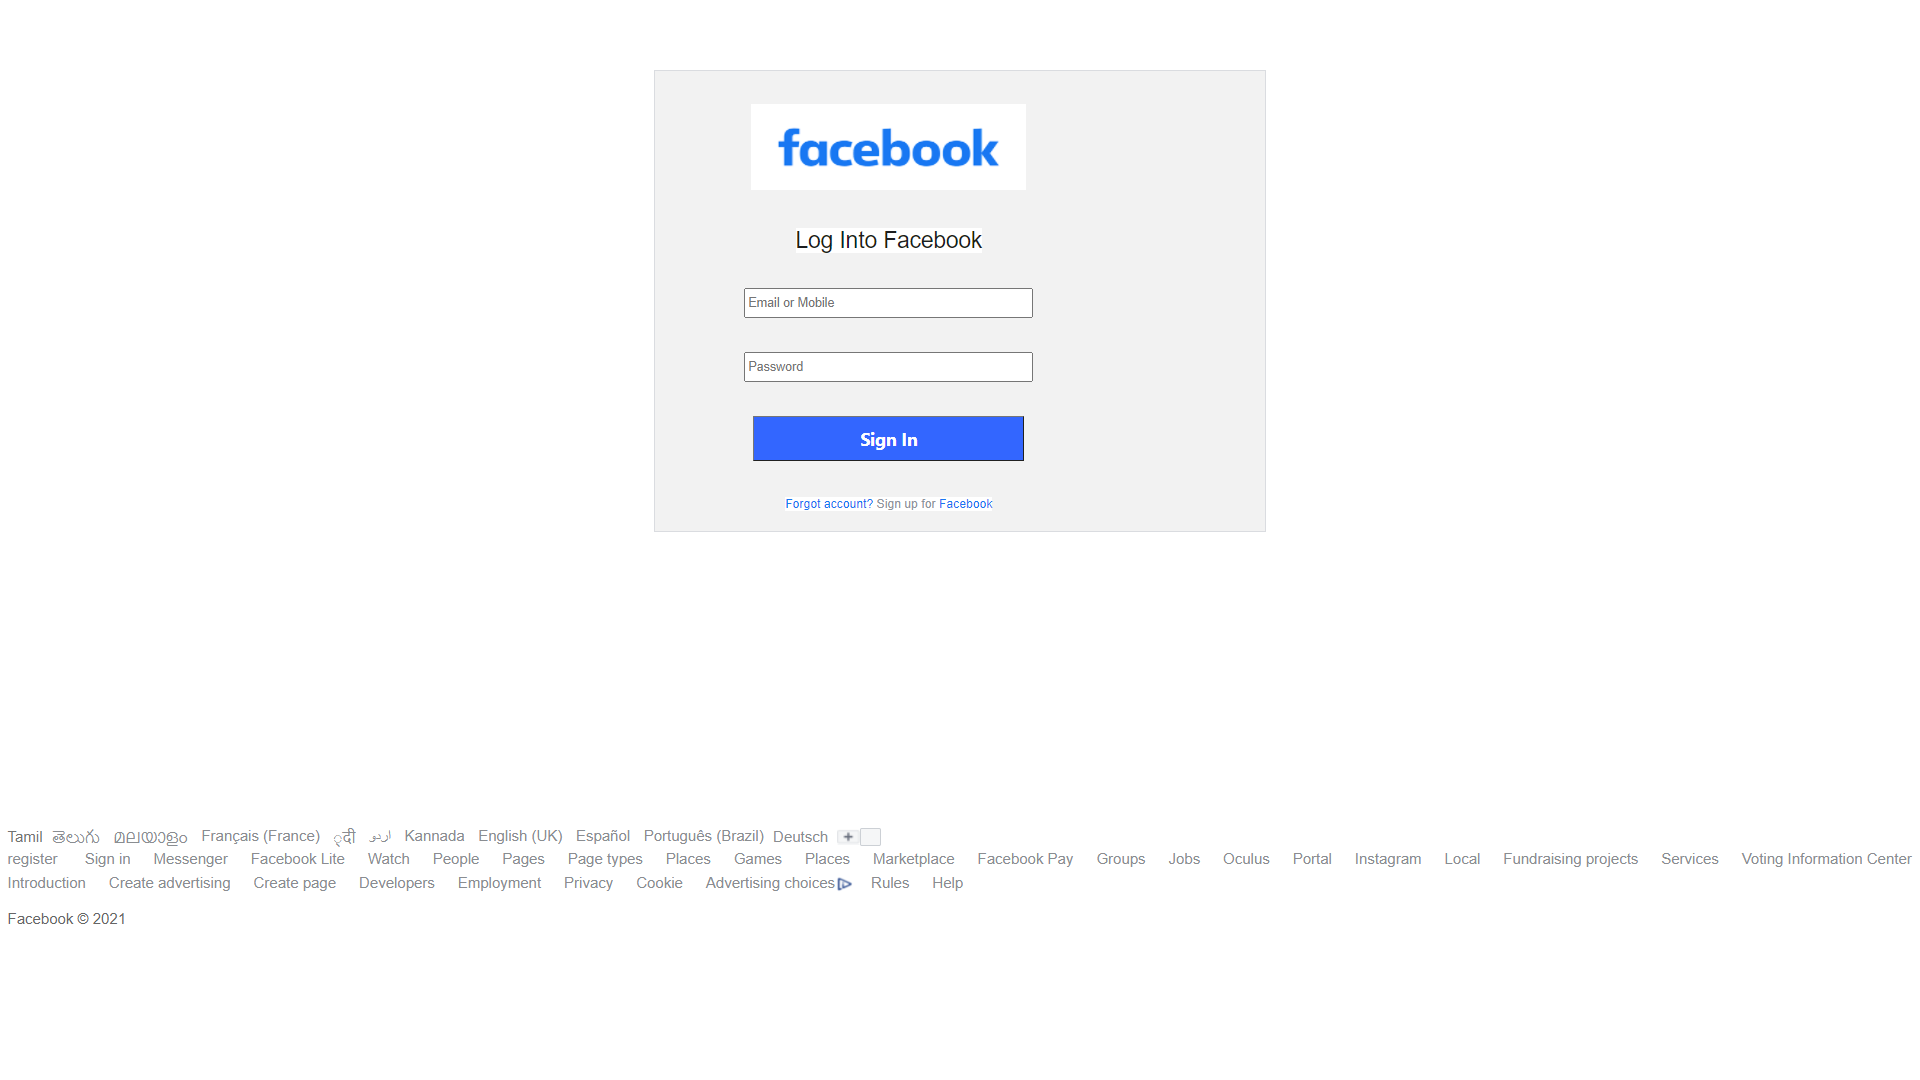 facebook
Log Into Facebook
Email or Mobile
Password
Sign In
Forgot account? Sign up for Facebook
Tamil తెలుగు മലയാളം Français (France) ्दी اردو Kannada English (UK) Español Português (Brazil) Deutsch
register Sign in Messenger Facebook Lite Watch People Pages Page types Places Games Places Marketplace Facebook Pay Groups Jobs Oculus Portal Instagram Local Fundraising projects Services Voting Information Center
Introduction Create advertising Create page Developers Employment Privacy Cookie Advertising choices Rules Help
Facebook © 2021